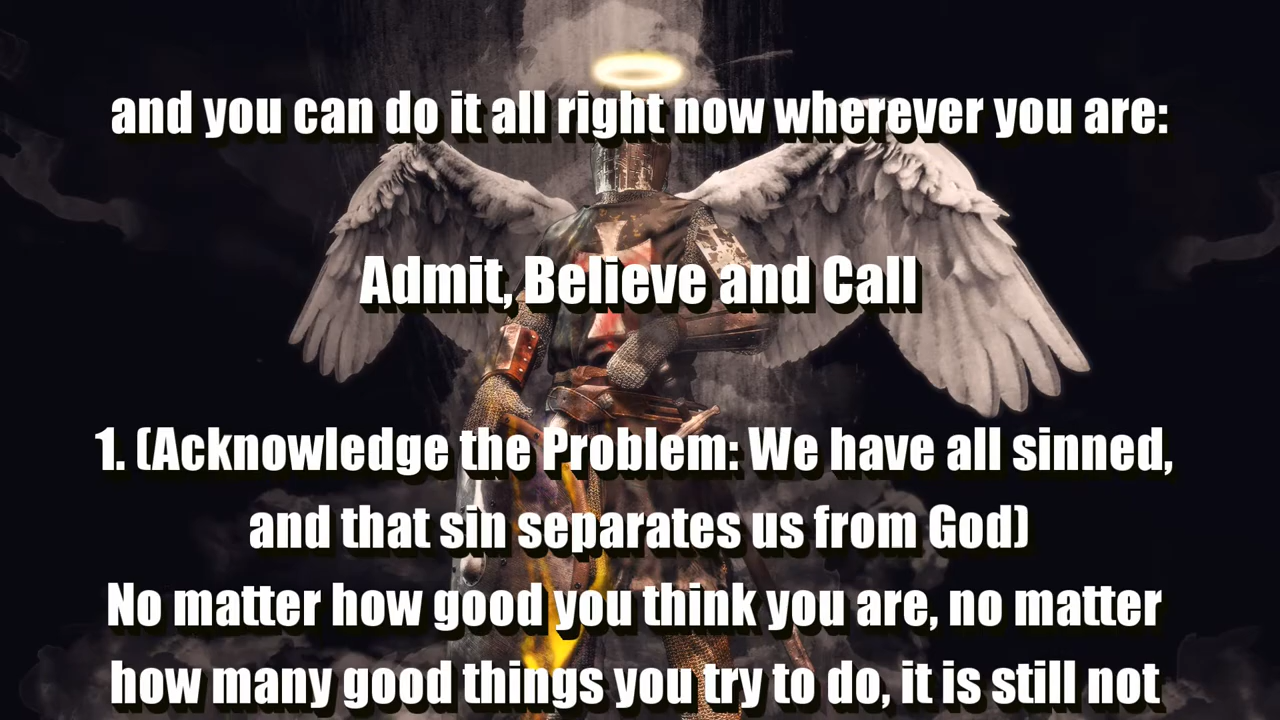 and you can do it all right now wherever you are:
Admit, Believe and Call
1. (Acknowledge the Problem: We have all sinned,
and that sin separates us from God)
No matter how good you think you are, no matter
how many good things you try to do, it is still not